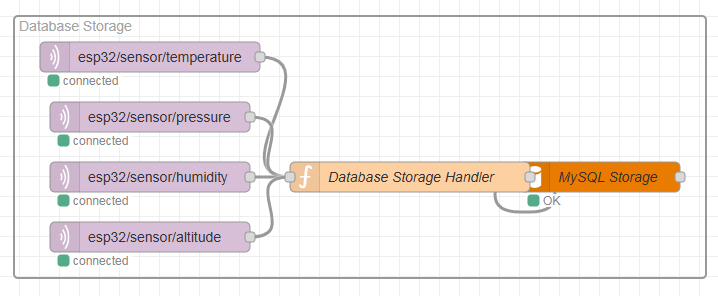 Database Storage
esp32/sensor/temperature
connected
esp32/sensor/pressure
connected
esp32/sensor/humidity
connected
Database Storage Handler
MySQL Storage
OK
esp32/sensor/altitude
connected